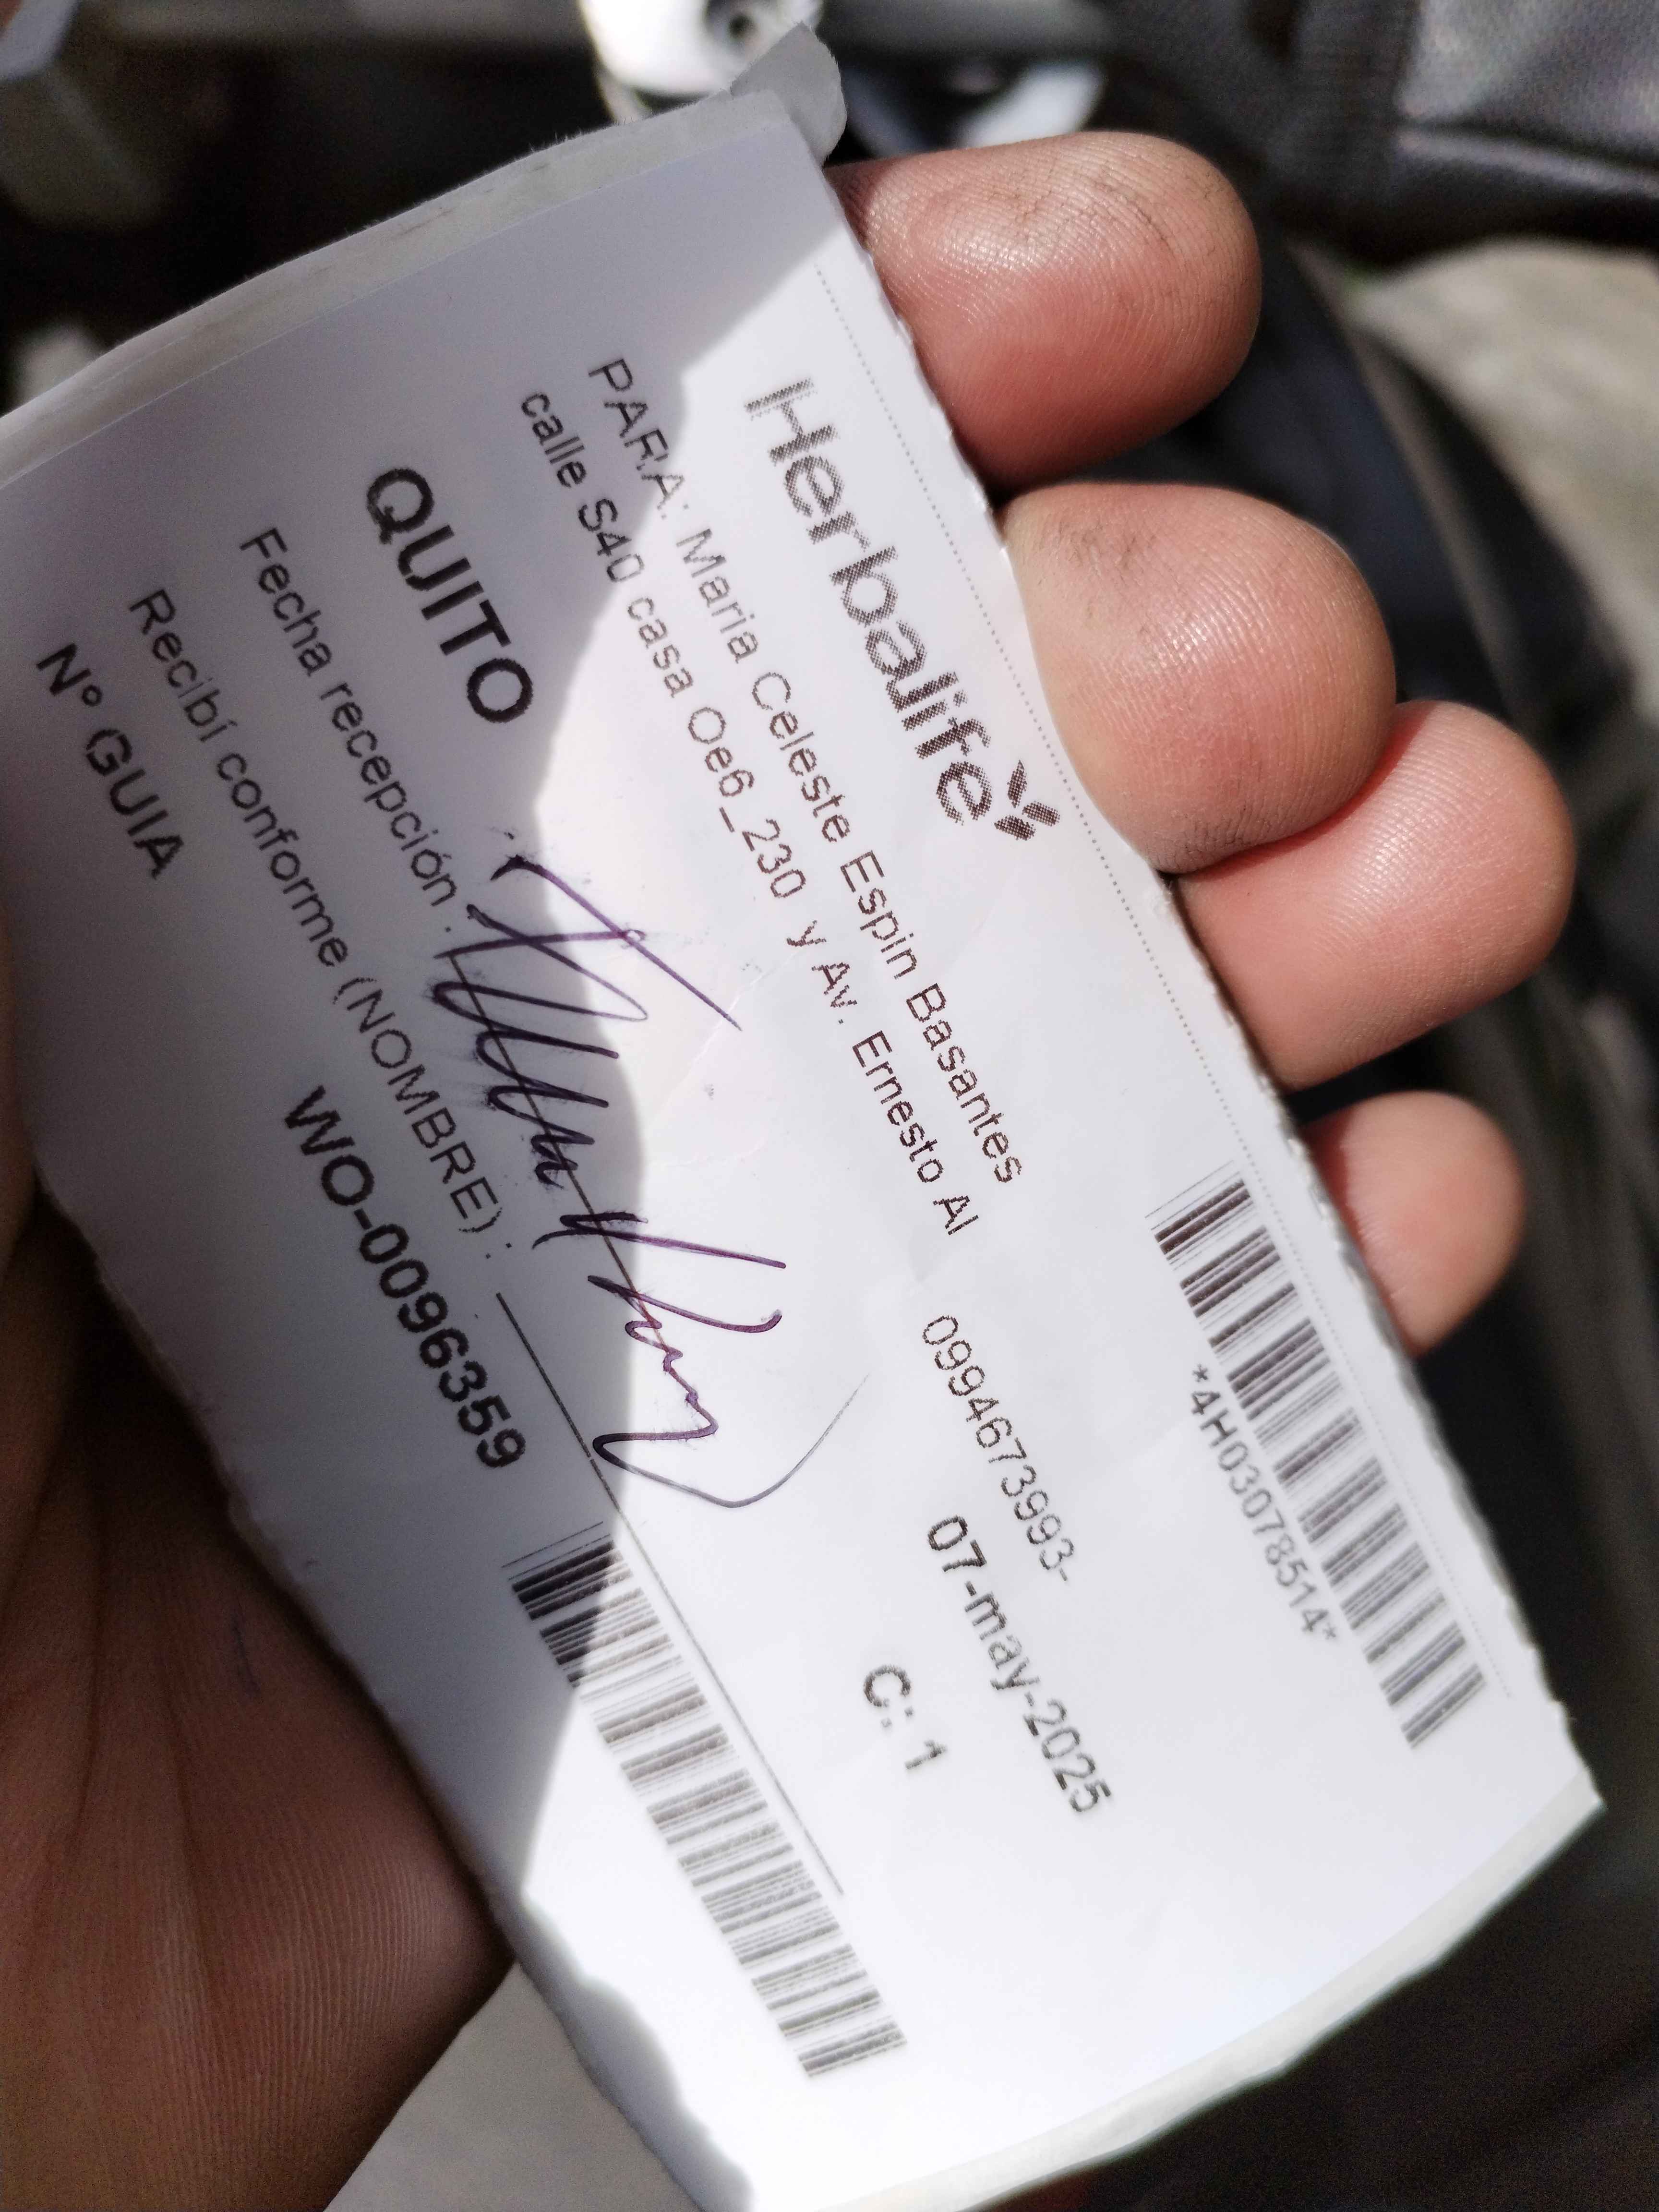 Herbalife
*4H03078514*
PARA: Maria Celeste Espin Basantes
calle S40 casa Oe6_230 y Av. Ernesto Al
0994673993-
07-may-2025
QUITO
C: 1
Fecha recepción :
Recibí conforme (NOMBRE) :
Nº GUIA
WO-0096359